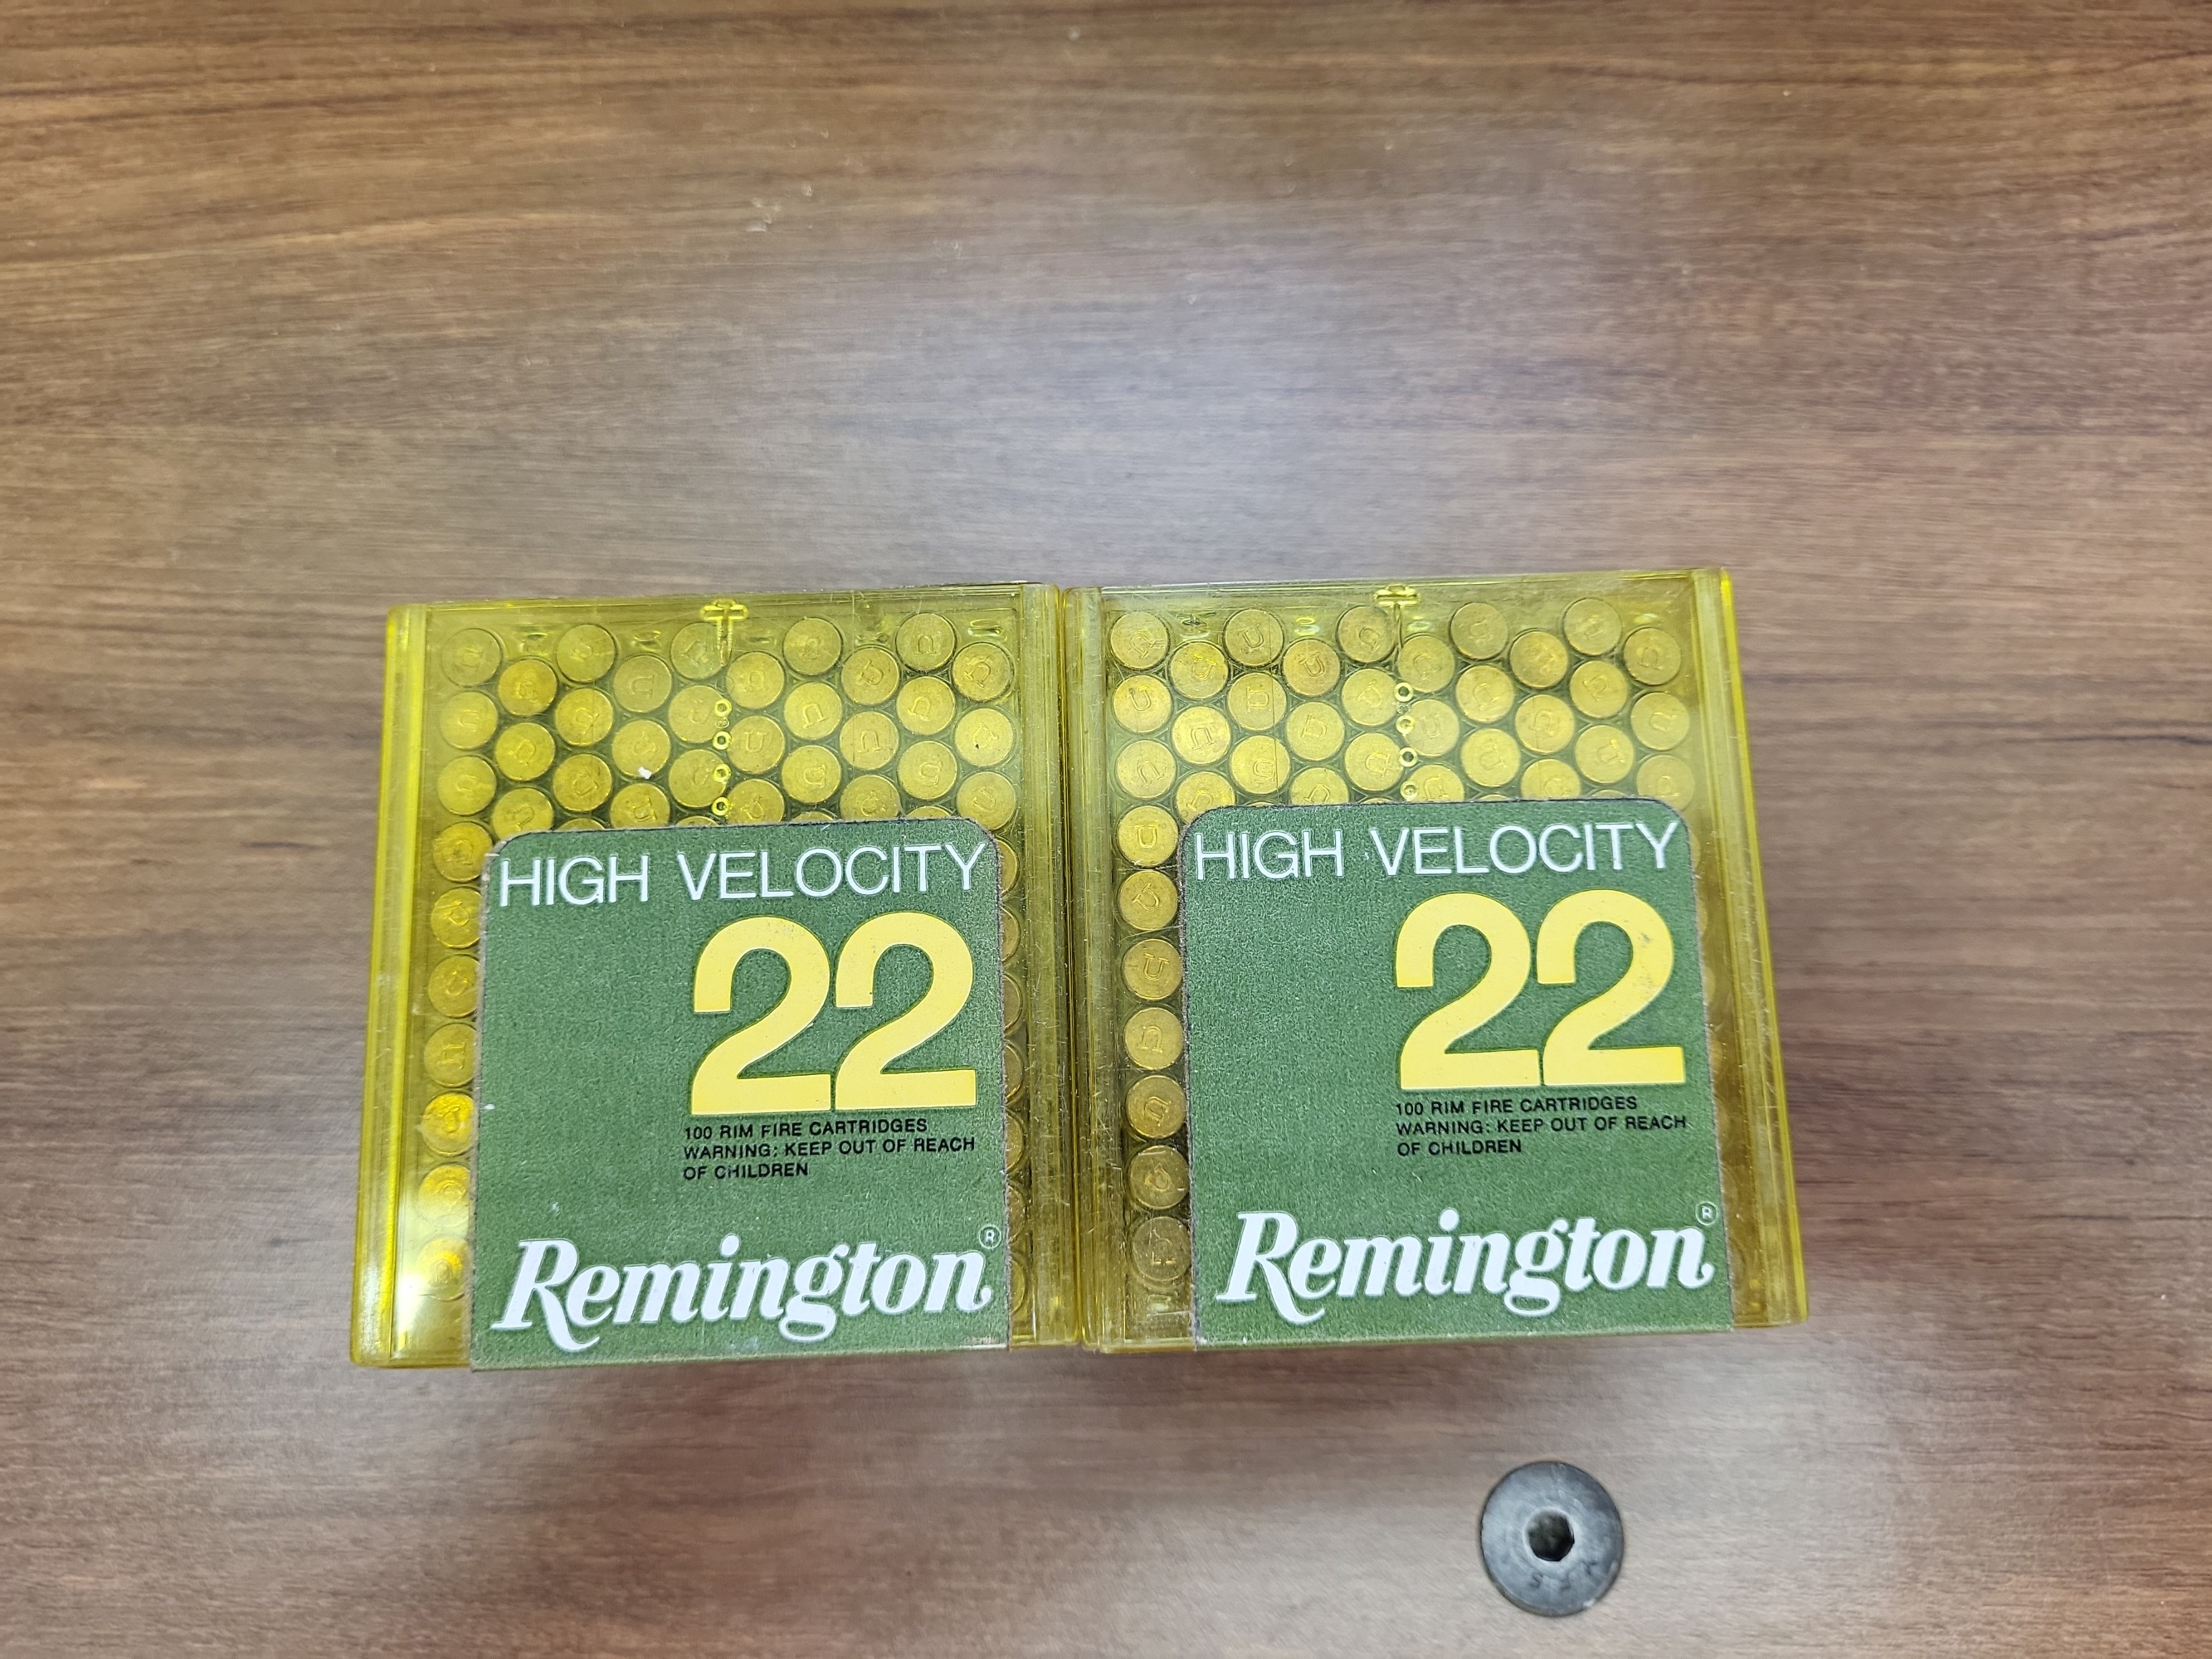 HIGH VELOCITY
22
100 RIM FIRE CARTRIDGES
WARNING: KEEP OUT OF REACH
OF CHILDREN
Remington®
HIGH VELOCITY
22
100 RIM FIRE CARTRIDGES
WARNING: KEEP OUT OF REACH
OF CHILDREN
Remington®